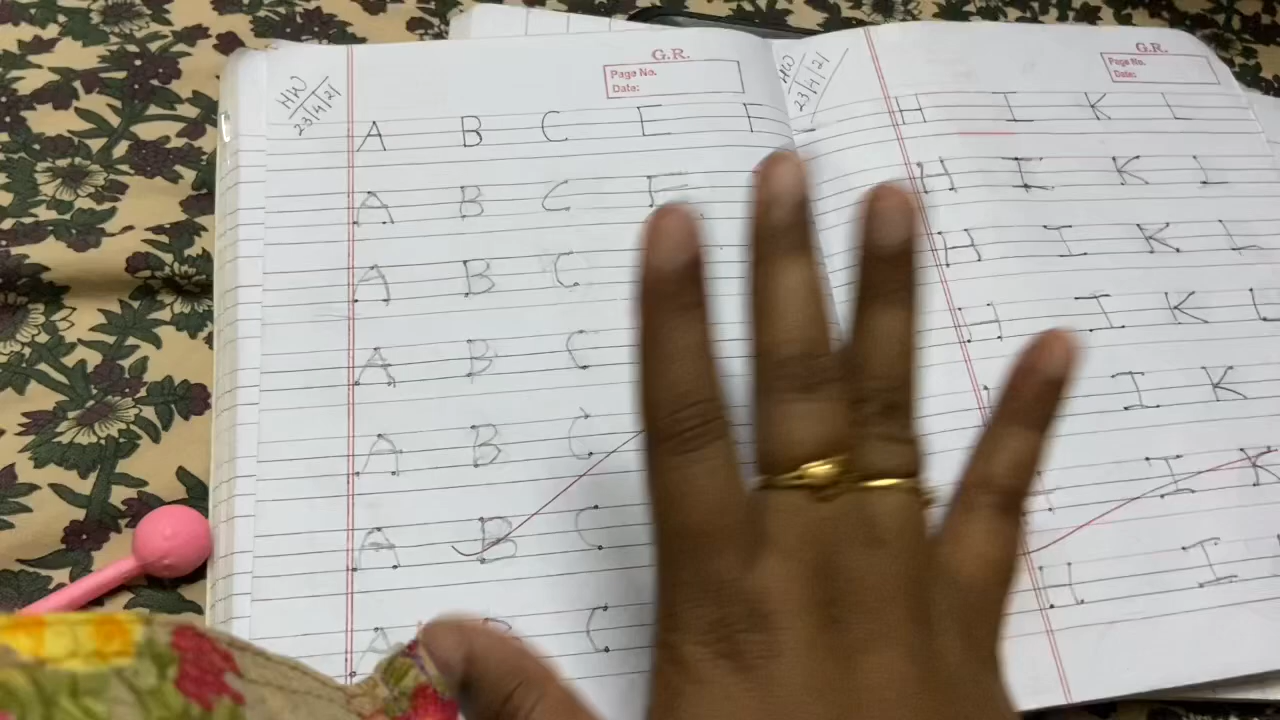 G.R.
Page No.
Date:
HW
23/4/21
A B C E F
A B C E
A B C
A B C
A B C
A B C
A B C
G.R.
Page No.
Date:
HW
23/4/21
H I K L
H I K L
H I K L
H I K L
I K
I K
H I